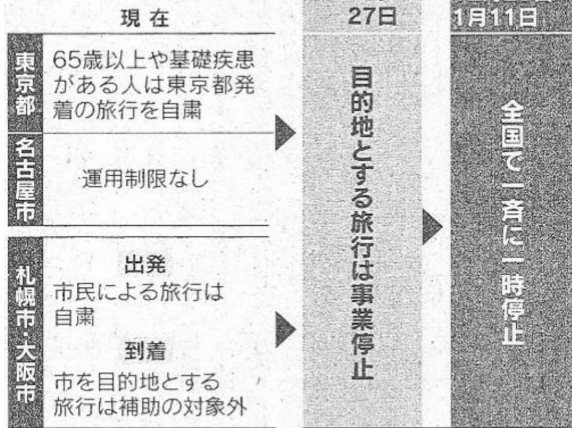 現在
27日
1月11日
東京都
65歳以上や基礎疾患
がある人は東京都発
着の旅行を自粛
名古屋市
運用制限なし
札幌市・大阪市
出発
市民による旅行は
自粛
到着
市を目的地とする
旅行は補助の対象外
目的地とする旅行は事業停止
全国で一斉に一時停止